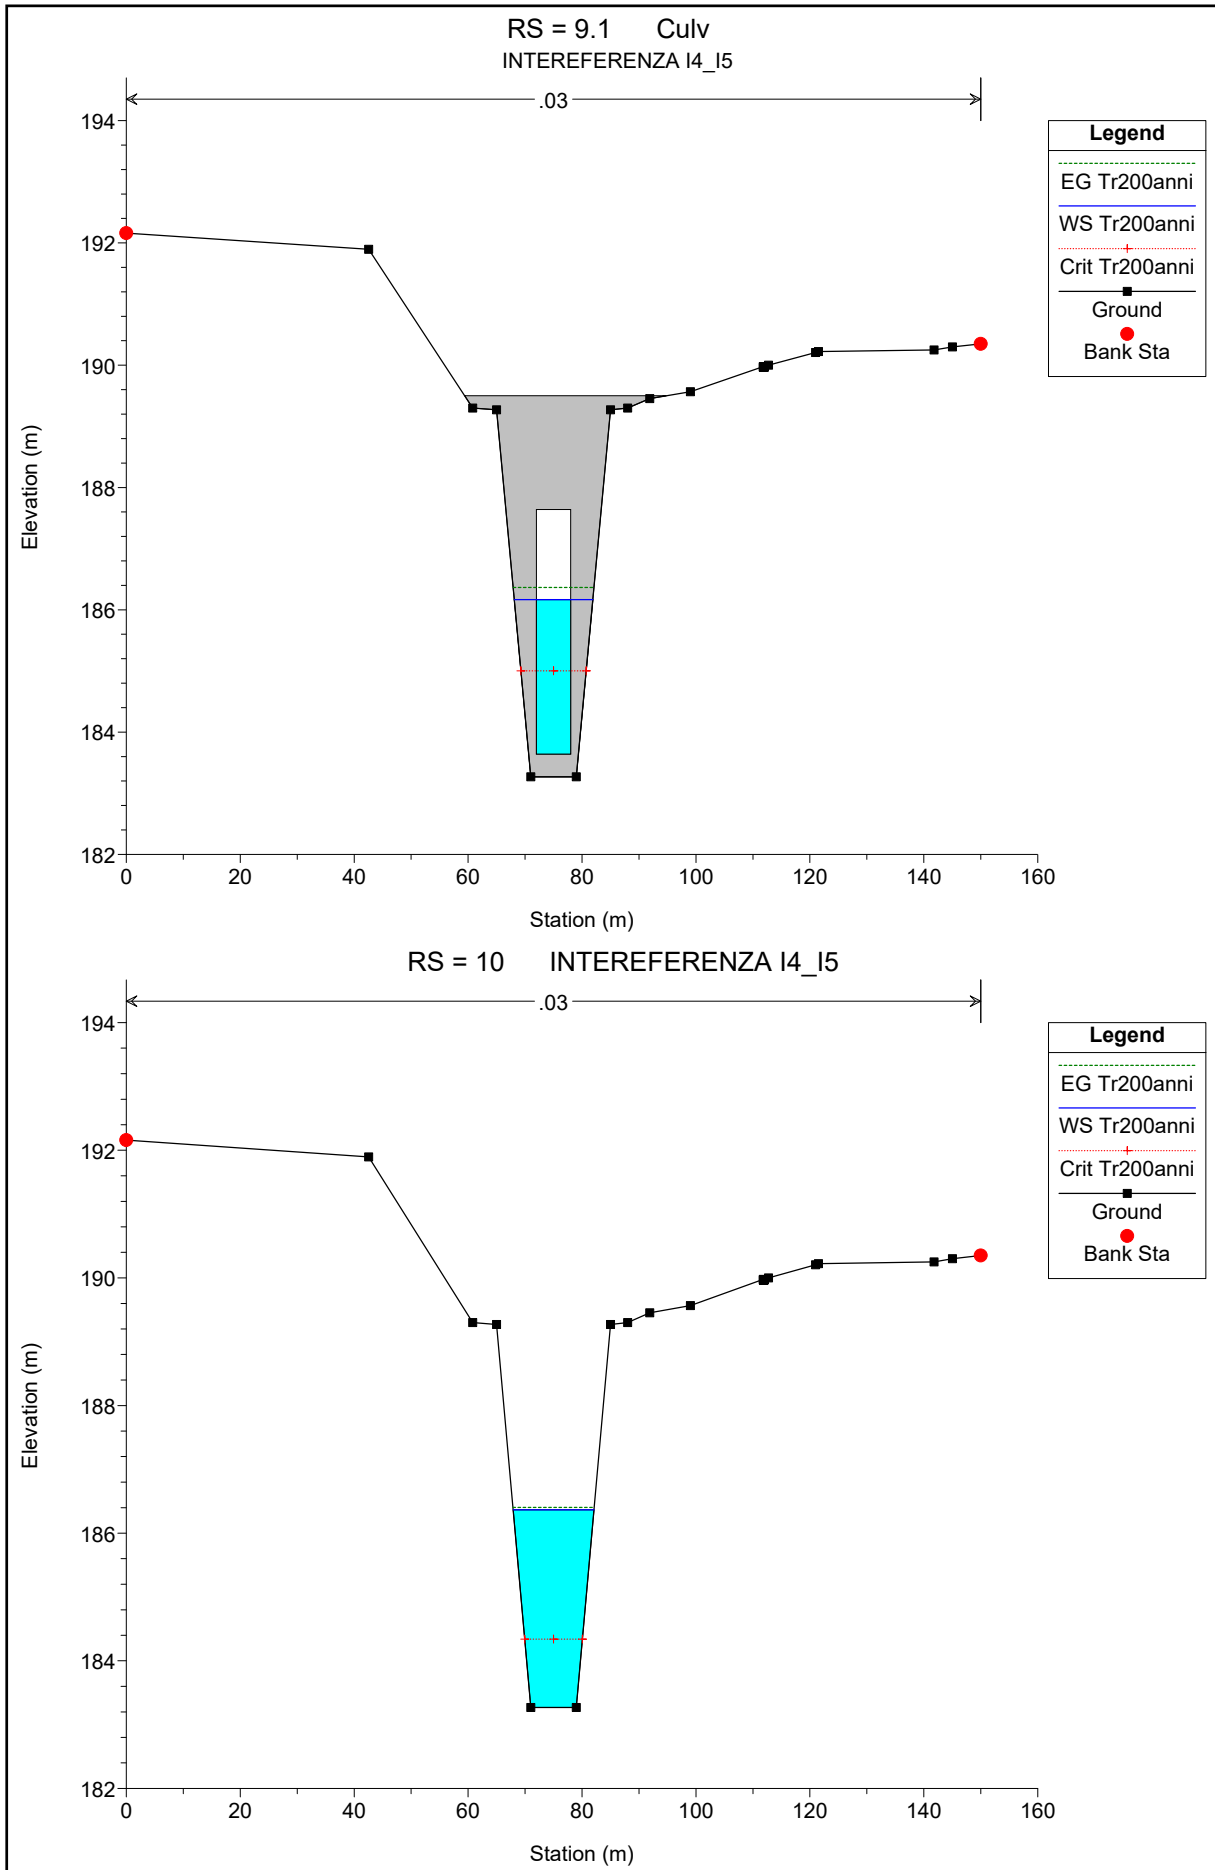 RS = 9.1 Culv
INTEREFERENZA I4_I5
.03
194
192
190
188
186
184
182
Elevation (m)
0 20 40 60 80 100 120 140 160
Station (m)
Legend
EG Tr200anni
WS Tr200anni
Crit Tr200anni
Ground
Bank Sta
RS = 10 INTEREFERENZA I4_I5
.03
194
192
190
188
186
184
182
Elevation (m)
0 20 40 60 80 100 120 140 160
Station (m)
Legend
EG Tr200anni
WS Tr200anni
Crit Tr200anni
Ground
Bank Sta